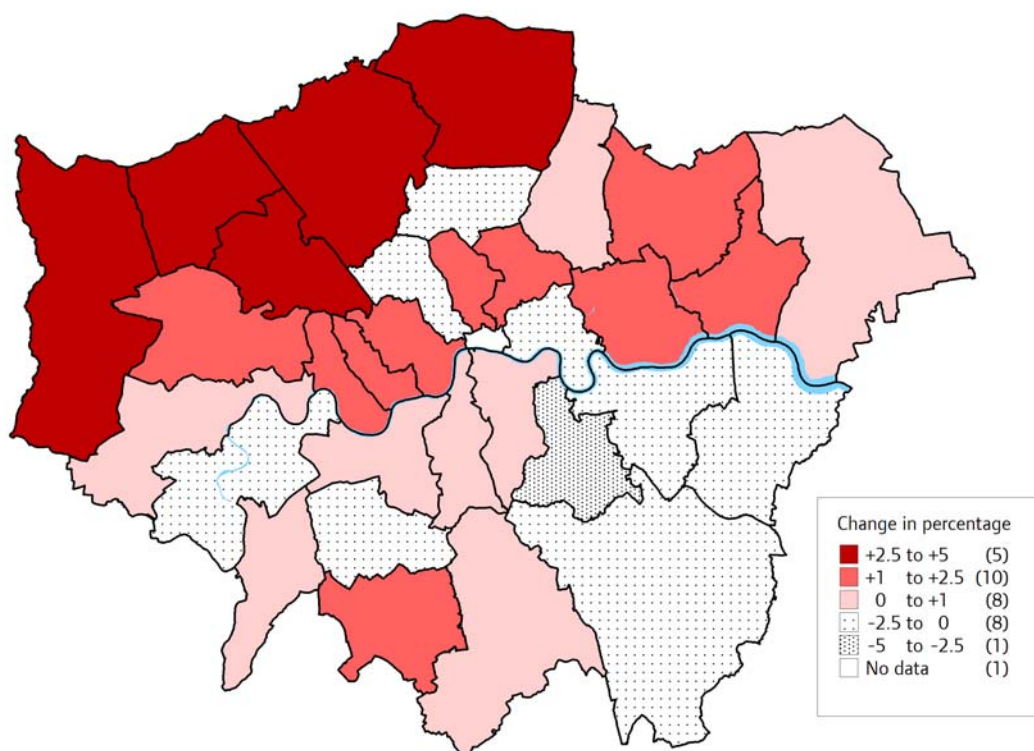 Change in percentage
+2.5 to +5 (5)
+1 to +2.5 (10)
0 to +1 (8)
-2.5 to 0 (8)
-5 to -2.5 (1)
No data (1)